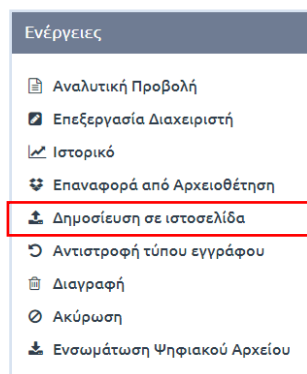 Ενέργειες
Αναλυτική Προβολή
Επεξεργασία Διαχειριστή
Ιστορικό
Επαναφορά από Αρχειοθέτηση
Δημοσίευση σε ιστοσελίδα
Αντιστροφή τύπου εγγράφου
Διαγραφή
Ακύρωση
Ενσωμάτωση Ψηφιακού Αρχείου